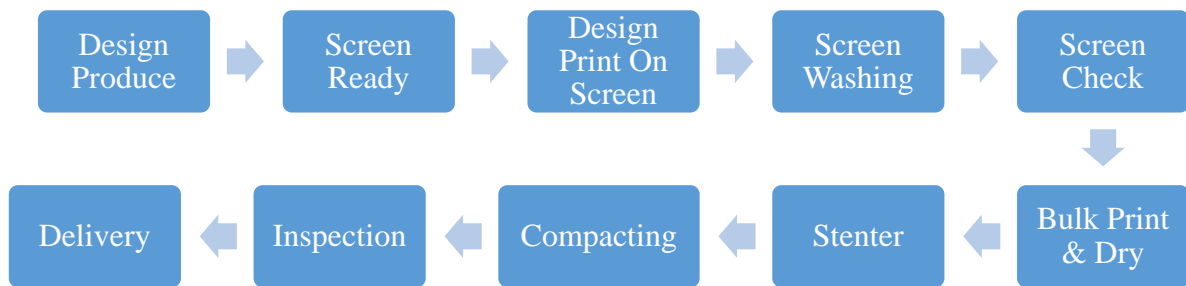 Design
Produce
Screen
Ready
Design
Print On
Screen
Screen
Washing
Screen
Check
Bulk Print
& Dry
Stenter
Compacting
Inspection
Delivery